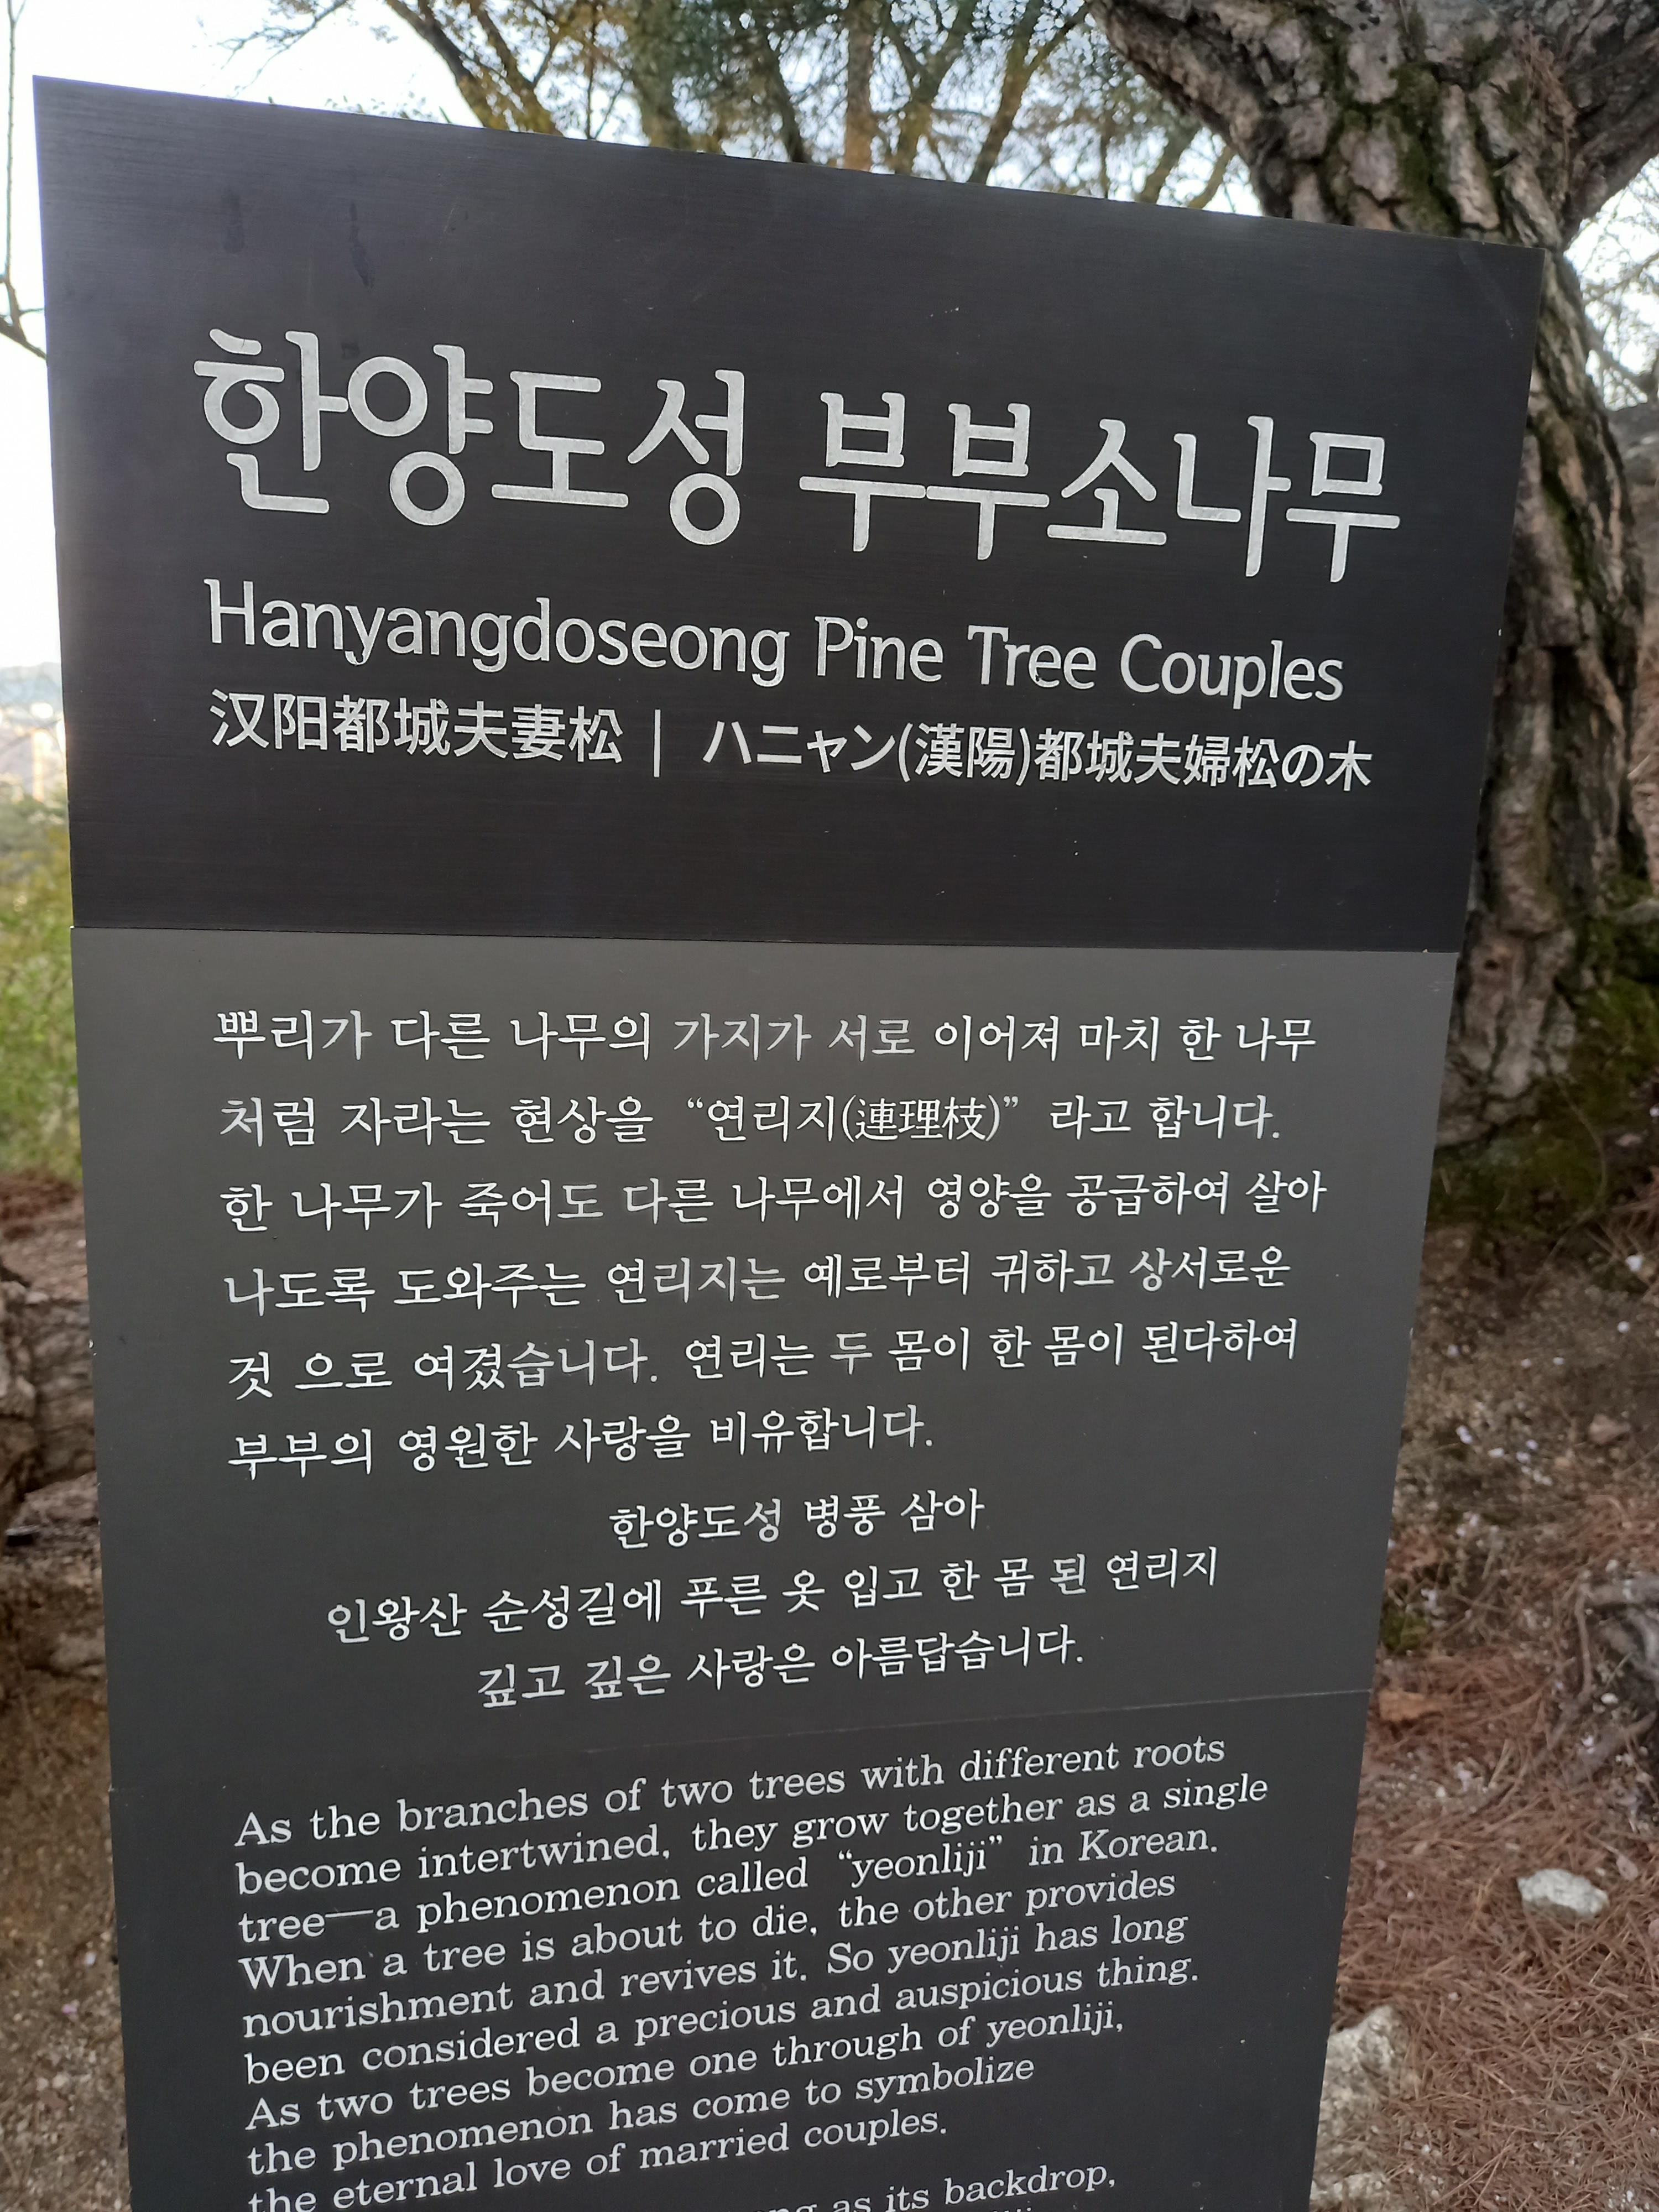 한양도성 부부소나무
Hanyangdoseong Pine Tree Couples
汉阳都城夫妻松 | ハニャン(漢陽)都城夫婦松の木
뿌리가 다른 나무의 가지가 서로 이어져 마치 한 나무
처럼 자라는 현상을 “연리지(連理枝)” 라고 합니다.
한 나무가 죽어도 다른 나무에서 영양을 공급하여 살아
나도록 도와주는 연리지는 예로부터 귀하고 상서로운
것 으로 여겼습니다. 연리는 두 몸이 한 몸이 된다하여
부부의 영원한 사랑을 비유합니다.
한양도성 병풍 삼아
인왕산 순성길에 푸른 옷 입고 한 몸 된 연리지
깊고 깊은 사랑은 아름답습니다.
As the branches of two trees with different roots
become intertwined, they grow together as a single
tree—a phenomenon called “yeonliji” in Korean.
When a tree is about to die, the other provides
nourishment and revives it. So yeonliji has long
been considered a precious and auspicious thing.
As two trees become one through of yeonliji,
the phenomenon has come to symbolize
the eternal love of married couples.
as its backdrop,